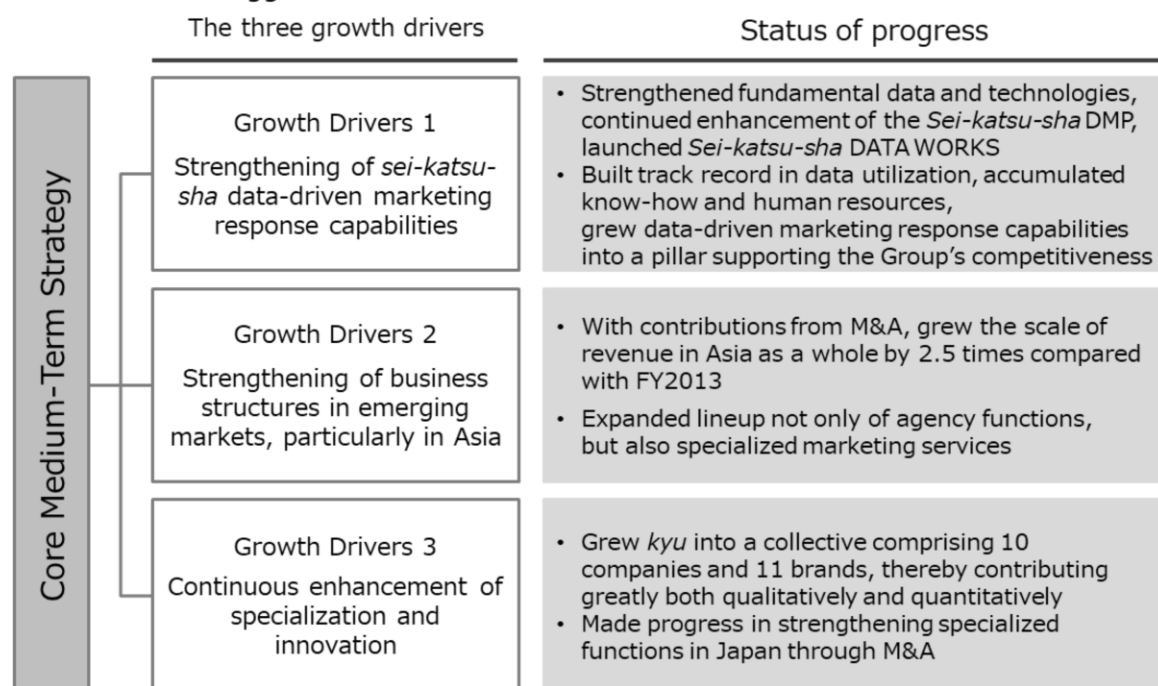 The three growth drivers
Status of progress
Core Medium-Term Strategy
Growth Drivers 1
Strengthening of sei-katsu-
sha data-driven marketing
response capabilities
• Strengthened fundamental data and technologies,
continued enhancement of the Sei-katsu-sha DMP,
launched Sei-katsu-sha DATA WORKS
• Built track record in data utilization, accumulated
know-how and human resources,
grew data-driven marketing response capabilities
into a pillar supporting the Group's competitiveness
Growth Drivers 2
Strengthening of business
structures in emerging
markets, particularly in Asia
• With contributions from M&A, grew the scale of
revenue in Asia as a whole by 2.5 times compared
with FY2013
• Expanded lineup not only of agency functions,
but also specialized marketing services
Growth Drivers 3
Continuous enhancement of
specialization and
innovation
• Grew kyu into a collective comprising 10
companies and 11 brands, thereby contributing
greatly both qualitatively and quantitatively
• Made progress in strengthening specialized
functions in Japan through M&A